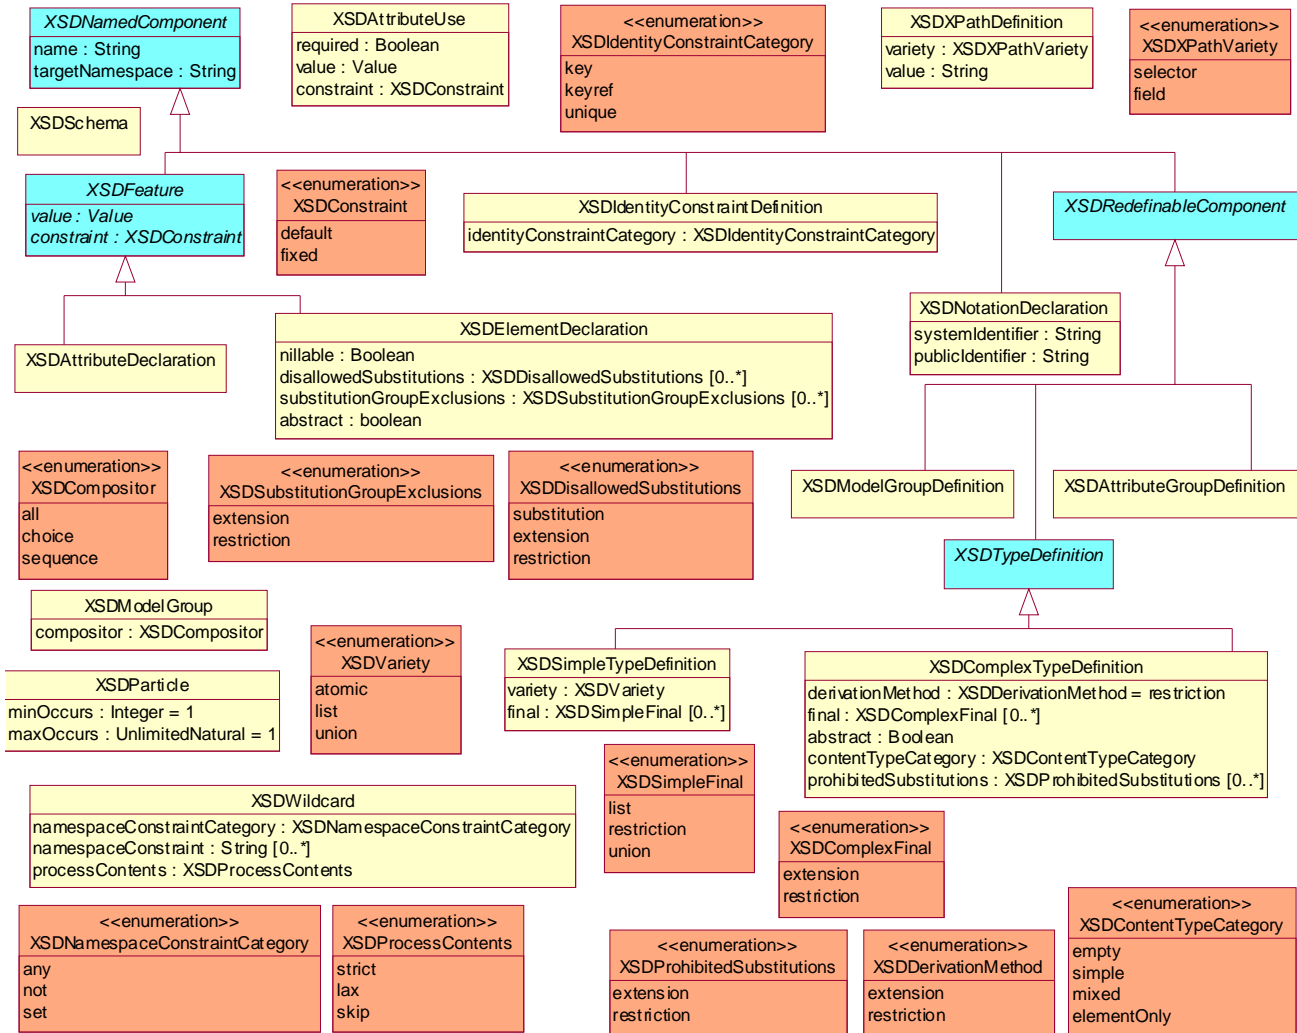 XSDNamedComponent
name : String
targetNamespace : String
XSDAttributeUse
required : Boolean
value : Value
constraint : XSDConstraint
<<enumeration>>
XSDIdentityConstraintCategory
key
keyref
unique
XSDXPathDefinition
variety : XSDXPathVariety
value : String
<<enumeration>>
XSDXPathVariety
selector
field
XSDSchema
XSDFeature
value : Value
constraint : XSDConstraint
<<enumeration>>
XSDConstraint
default
fixed
XSDIdentityConstraintDefinition
identityConstraintCategory : XSDIdentityConstraintCategory
XSDRedefinableComponent
XSDNotationDeclaration
systemIdentifier : String
publicIdentifier : String
XSDAttributeDeclaration
XSDElementDeclaration
nillable : Boolean
disallowedSubstitutions : XSDDisallowedSubstitutions [0..*]
substitutionGroupExclusions : XSDSubstitutionGroupExclusions [0..*]
abstract : boolean
<<enumeration>>
XSDCompositor
all
choice
sequence
<<enumeration>>
XSDSubstitutionGroupExclusions
extension
restriction
<<enumeration>>
XSDDisallowedSubstitutions
substitution
extension
restriction
XSDModelGroupDefinition
XSDAttributeGroupDefinition
XSDTypeDefinition
XSDModelGroup
compositor : XSDCompositor
<<enumeration>>
XSDVariety
atomic
list
union
XSDSimpleTypeDefinition
variety : XSDVariety
final : XSDSimpleFinal [0..*]
XSDComplexTypeDefinition
derivationMethod : XSDDerivationMethod = restriction
final : XSDComplexFinal [0..*]
abstract : Boolean
contentTypeCategory : XSDContentTypeCategory
prohibitedSubstitutions : XSDProhibitedSubstitutions [0..*]
XSDParticle
minOccurs : Integer = 1
maxOccurs : UnlimitedNatural = 1
<<enumeration>>
XSDSimpleFinal
list
restriction
union
XSDWildcard
namespaceConstraintCategory : XSDNamespaceConstraintCategory
namespaceConstraint : String [0..*]
processContents : XSDProcessContents
<<enumeration>>
XSDComplexFinal
extension
restriction
<<enumeration>>
XSDNamespaceConstraintCategory
any
not
set
<<enumeration>>
XSDProcessContents
strict
lax
skip
<<enumeration>>
XSDProhibitedSubstitutions
extension
restriction
<<enumeration>>
XSDDerivationMethod
extension
restriction
<<enumeration>>
XSDContentTypeCategory
empty
simple
mixed
elementOnly